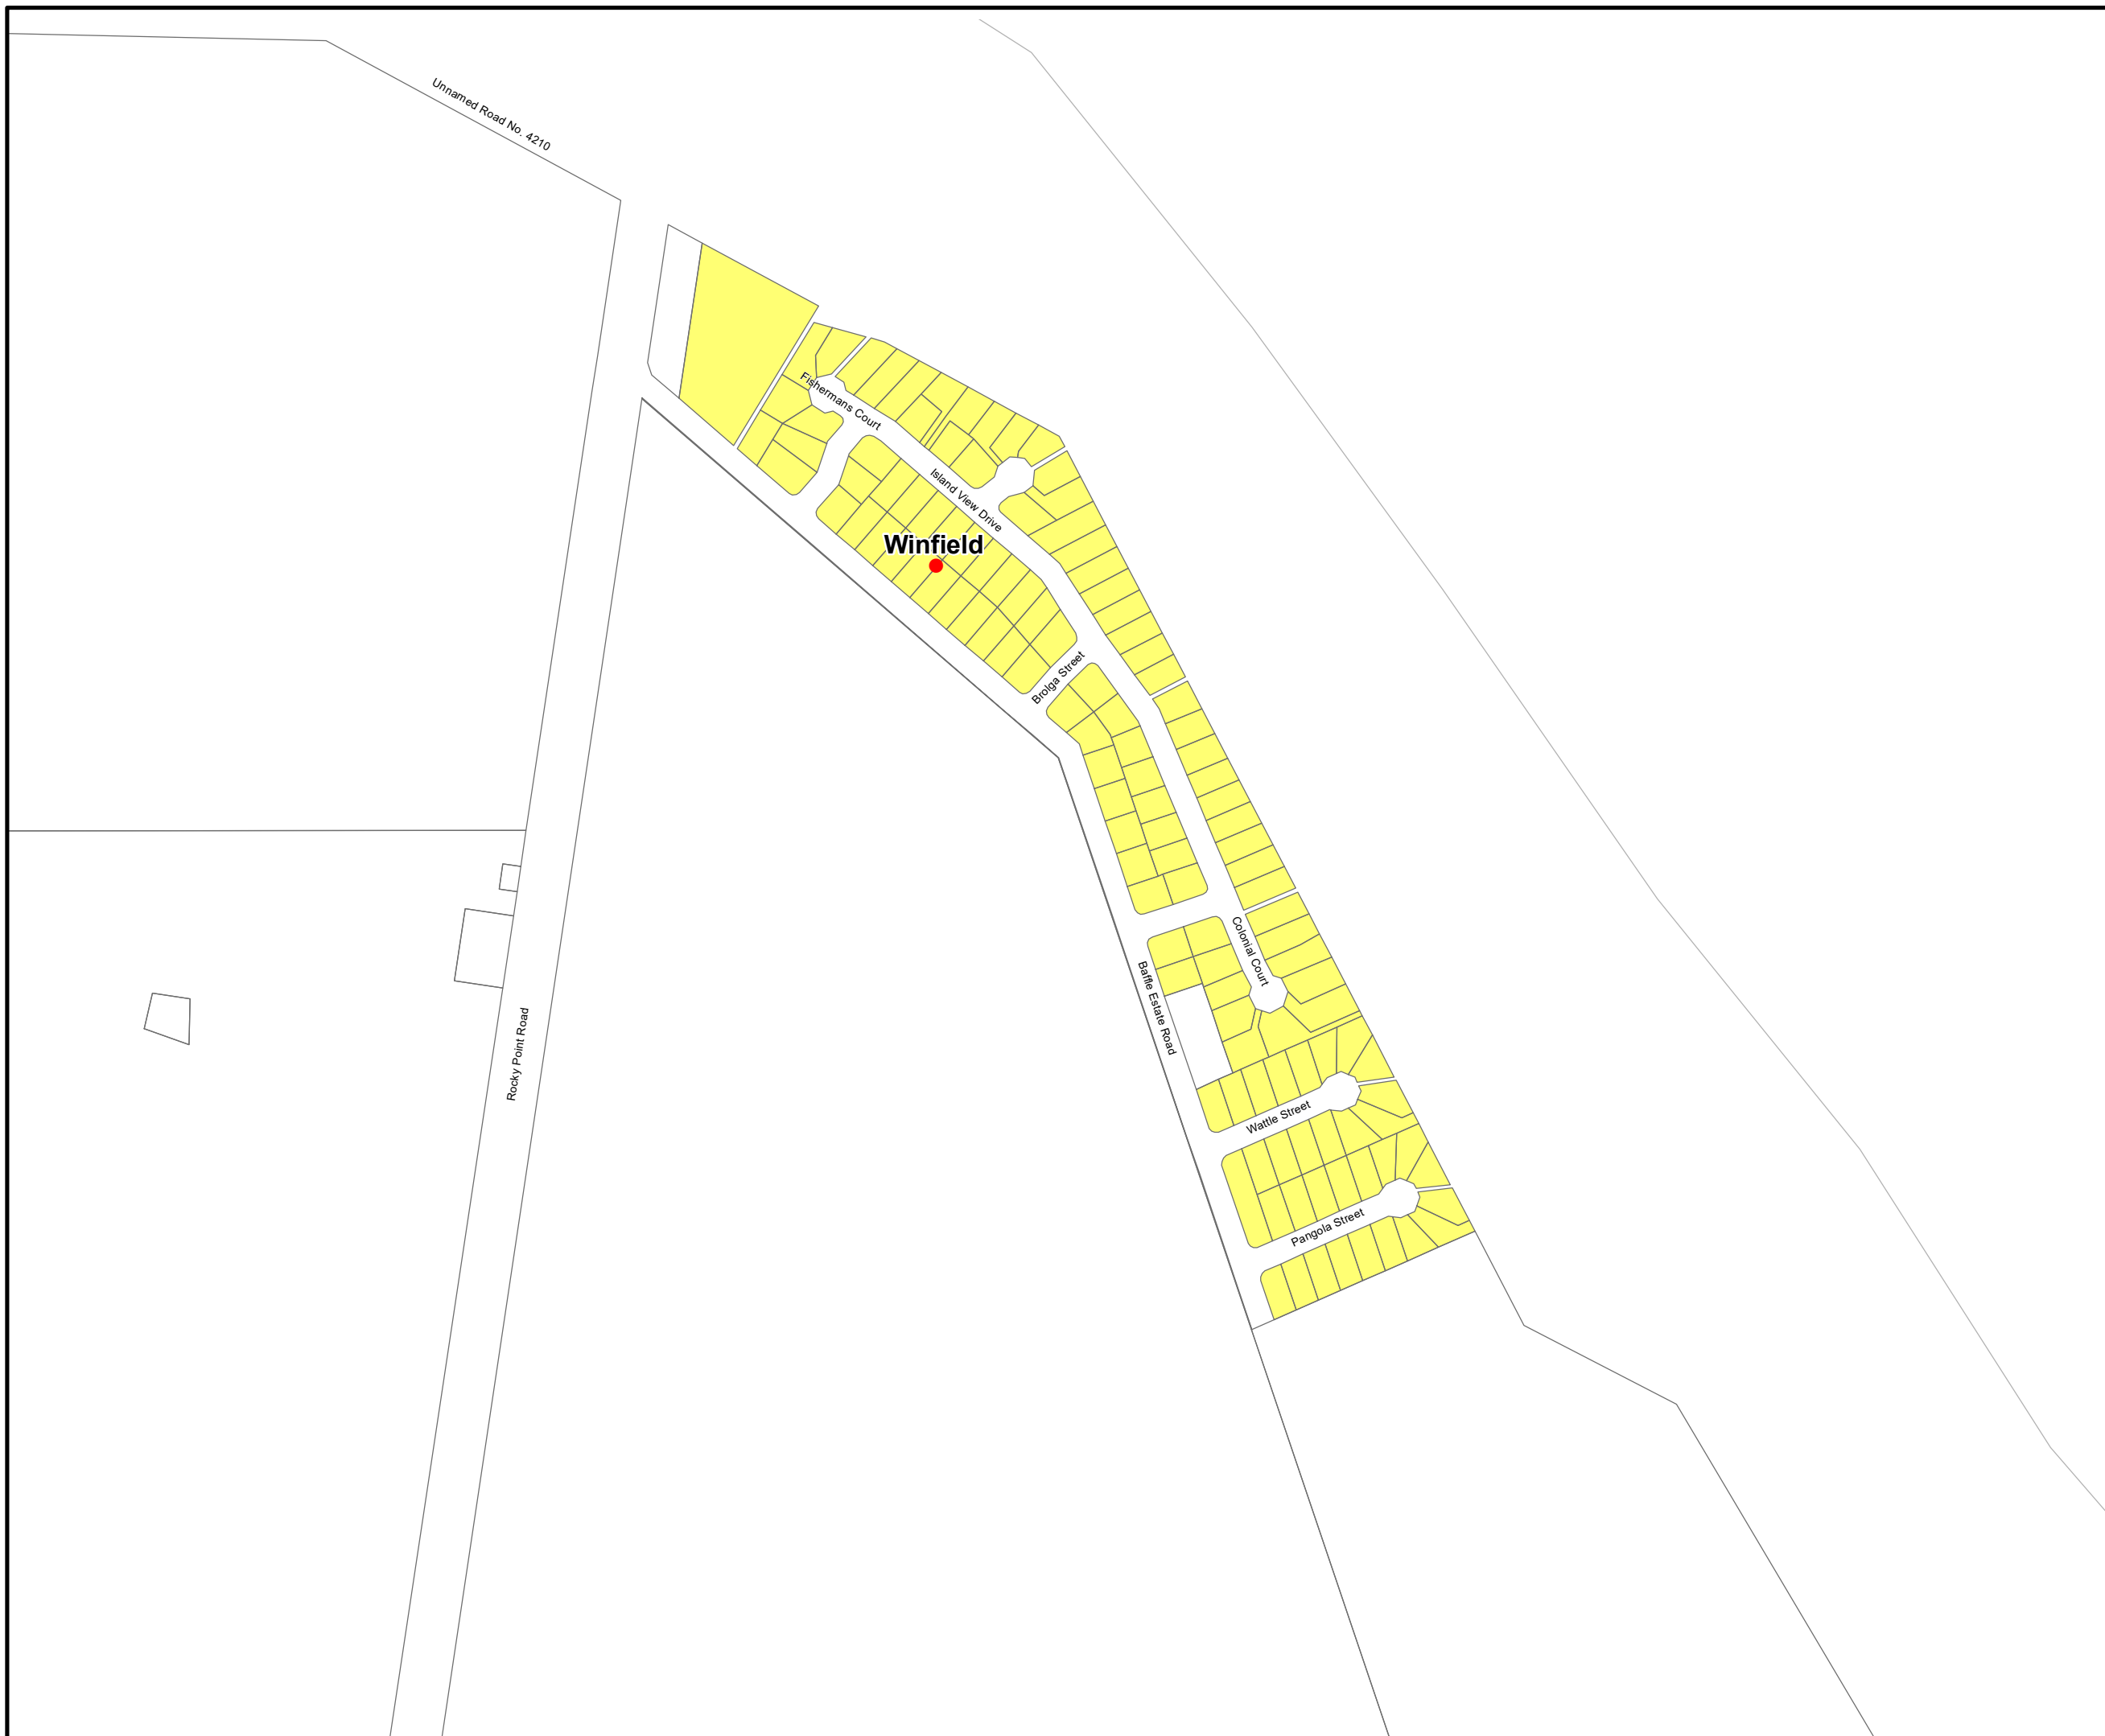 Unnamed Road No. 4210
Fishermans Court
Island View Drive
Winfield
Brolga Street
Colonial Court
Baffle Estate Road
Rocky Point Road
Wattle Street
Pangola Street